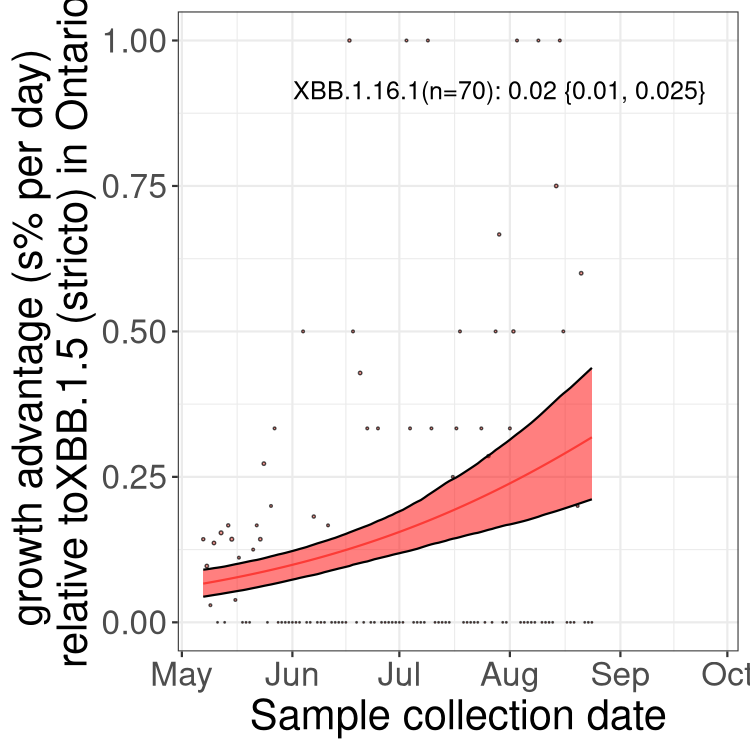 growth advantage (s% per day)
relative toXBB.1.5 (stricto) in Ontario
1.00
0.75
0.50
0.25
0.00
XBB.1.16.1(n=70): 0.02 {0.01, 0.025}
May Jun Jul Aug Sep Oct
Sample collection date